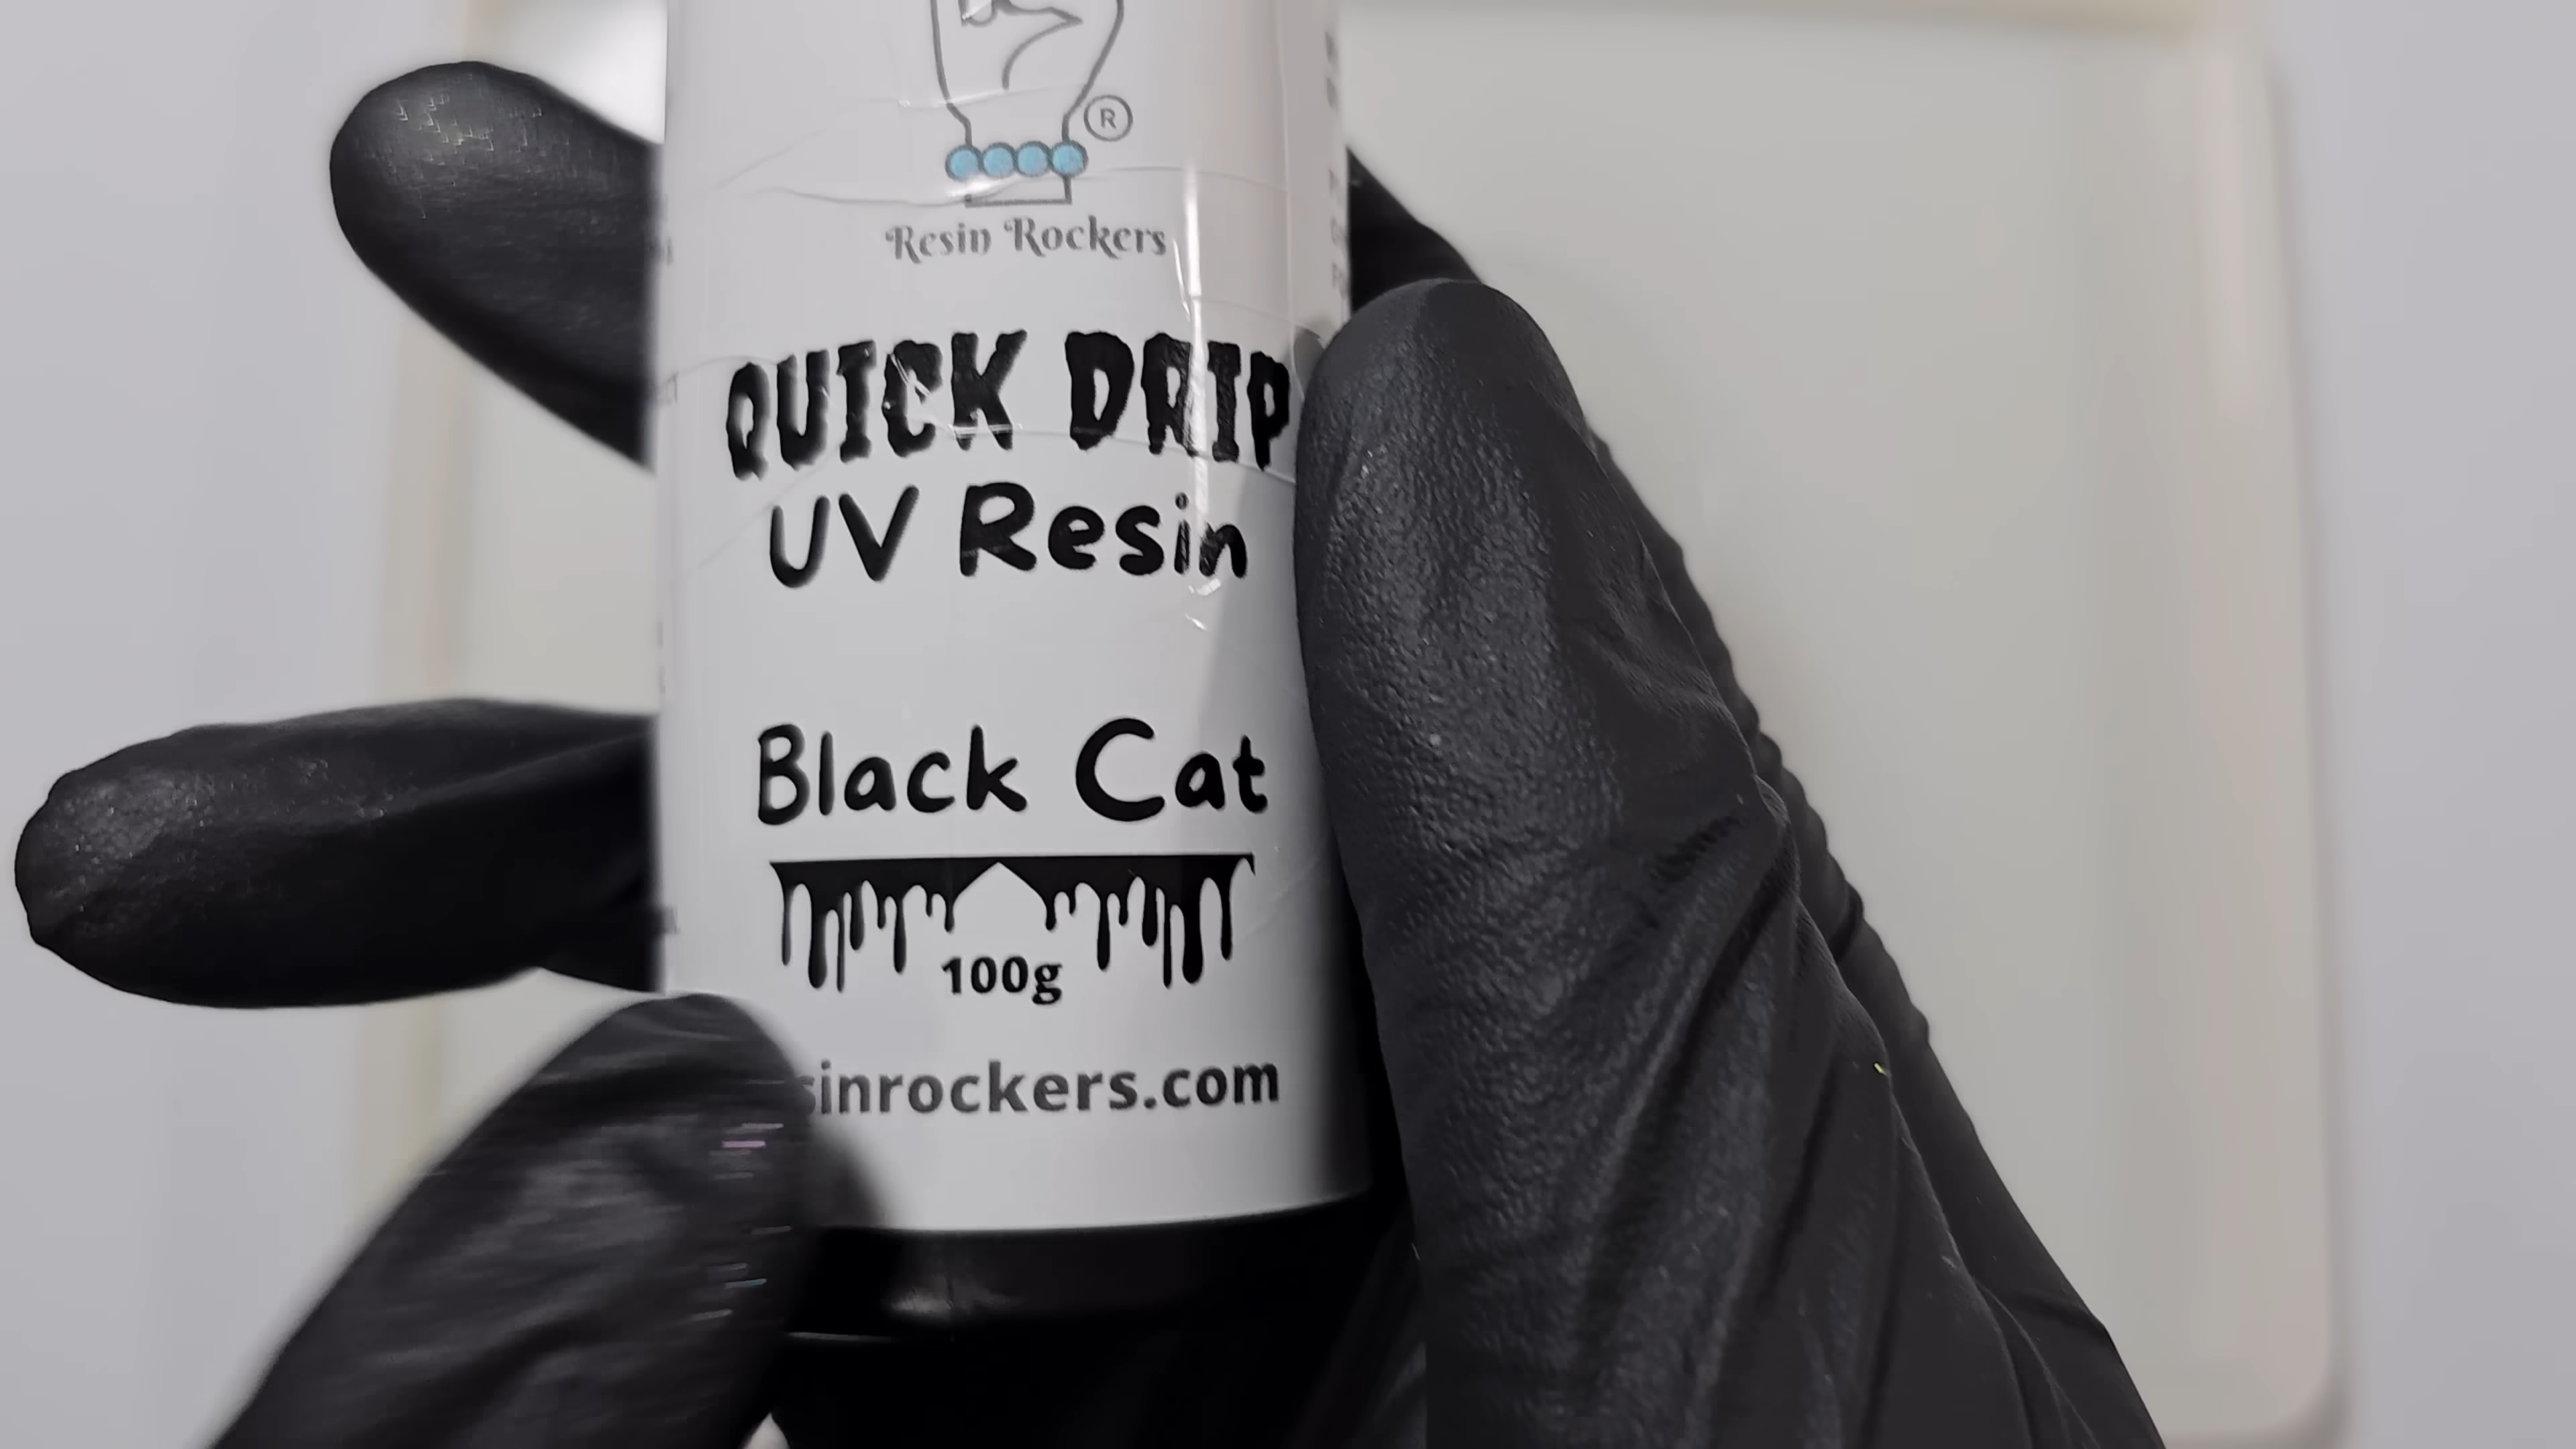 ®
Resin Rockers
QUICK DRIP
UV Resin
Black Cat
100g
sinrockers.com